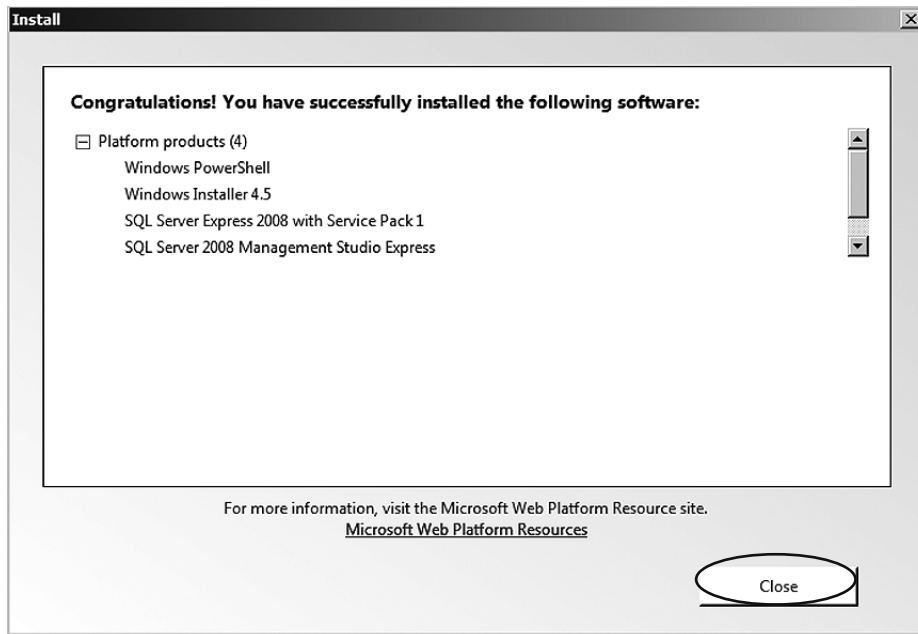 Install
Congratulations! You have successfully installed the following software:
Platform products (4)
Windows PowerShell
Windows Installer 4.5
SQL Server Express 2008 with Service Pack 1
SQL Server 2008 Management Studio Express
For more information, visit the Microsoft Web Platform Resource site.
Microsoft Web Platform Resources
Close